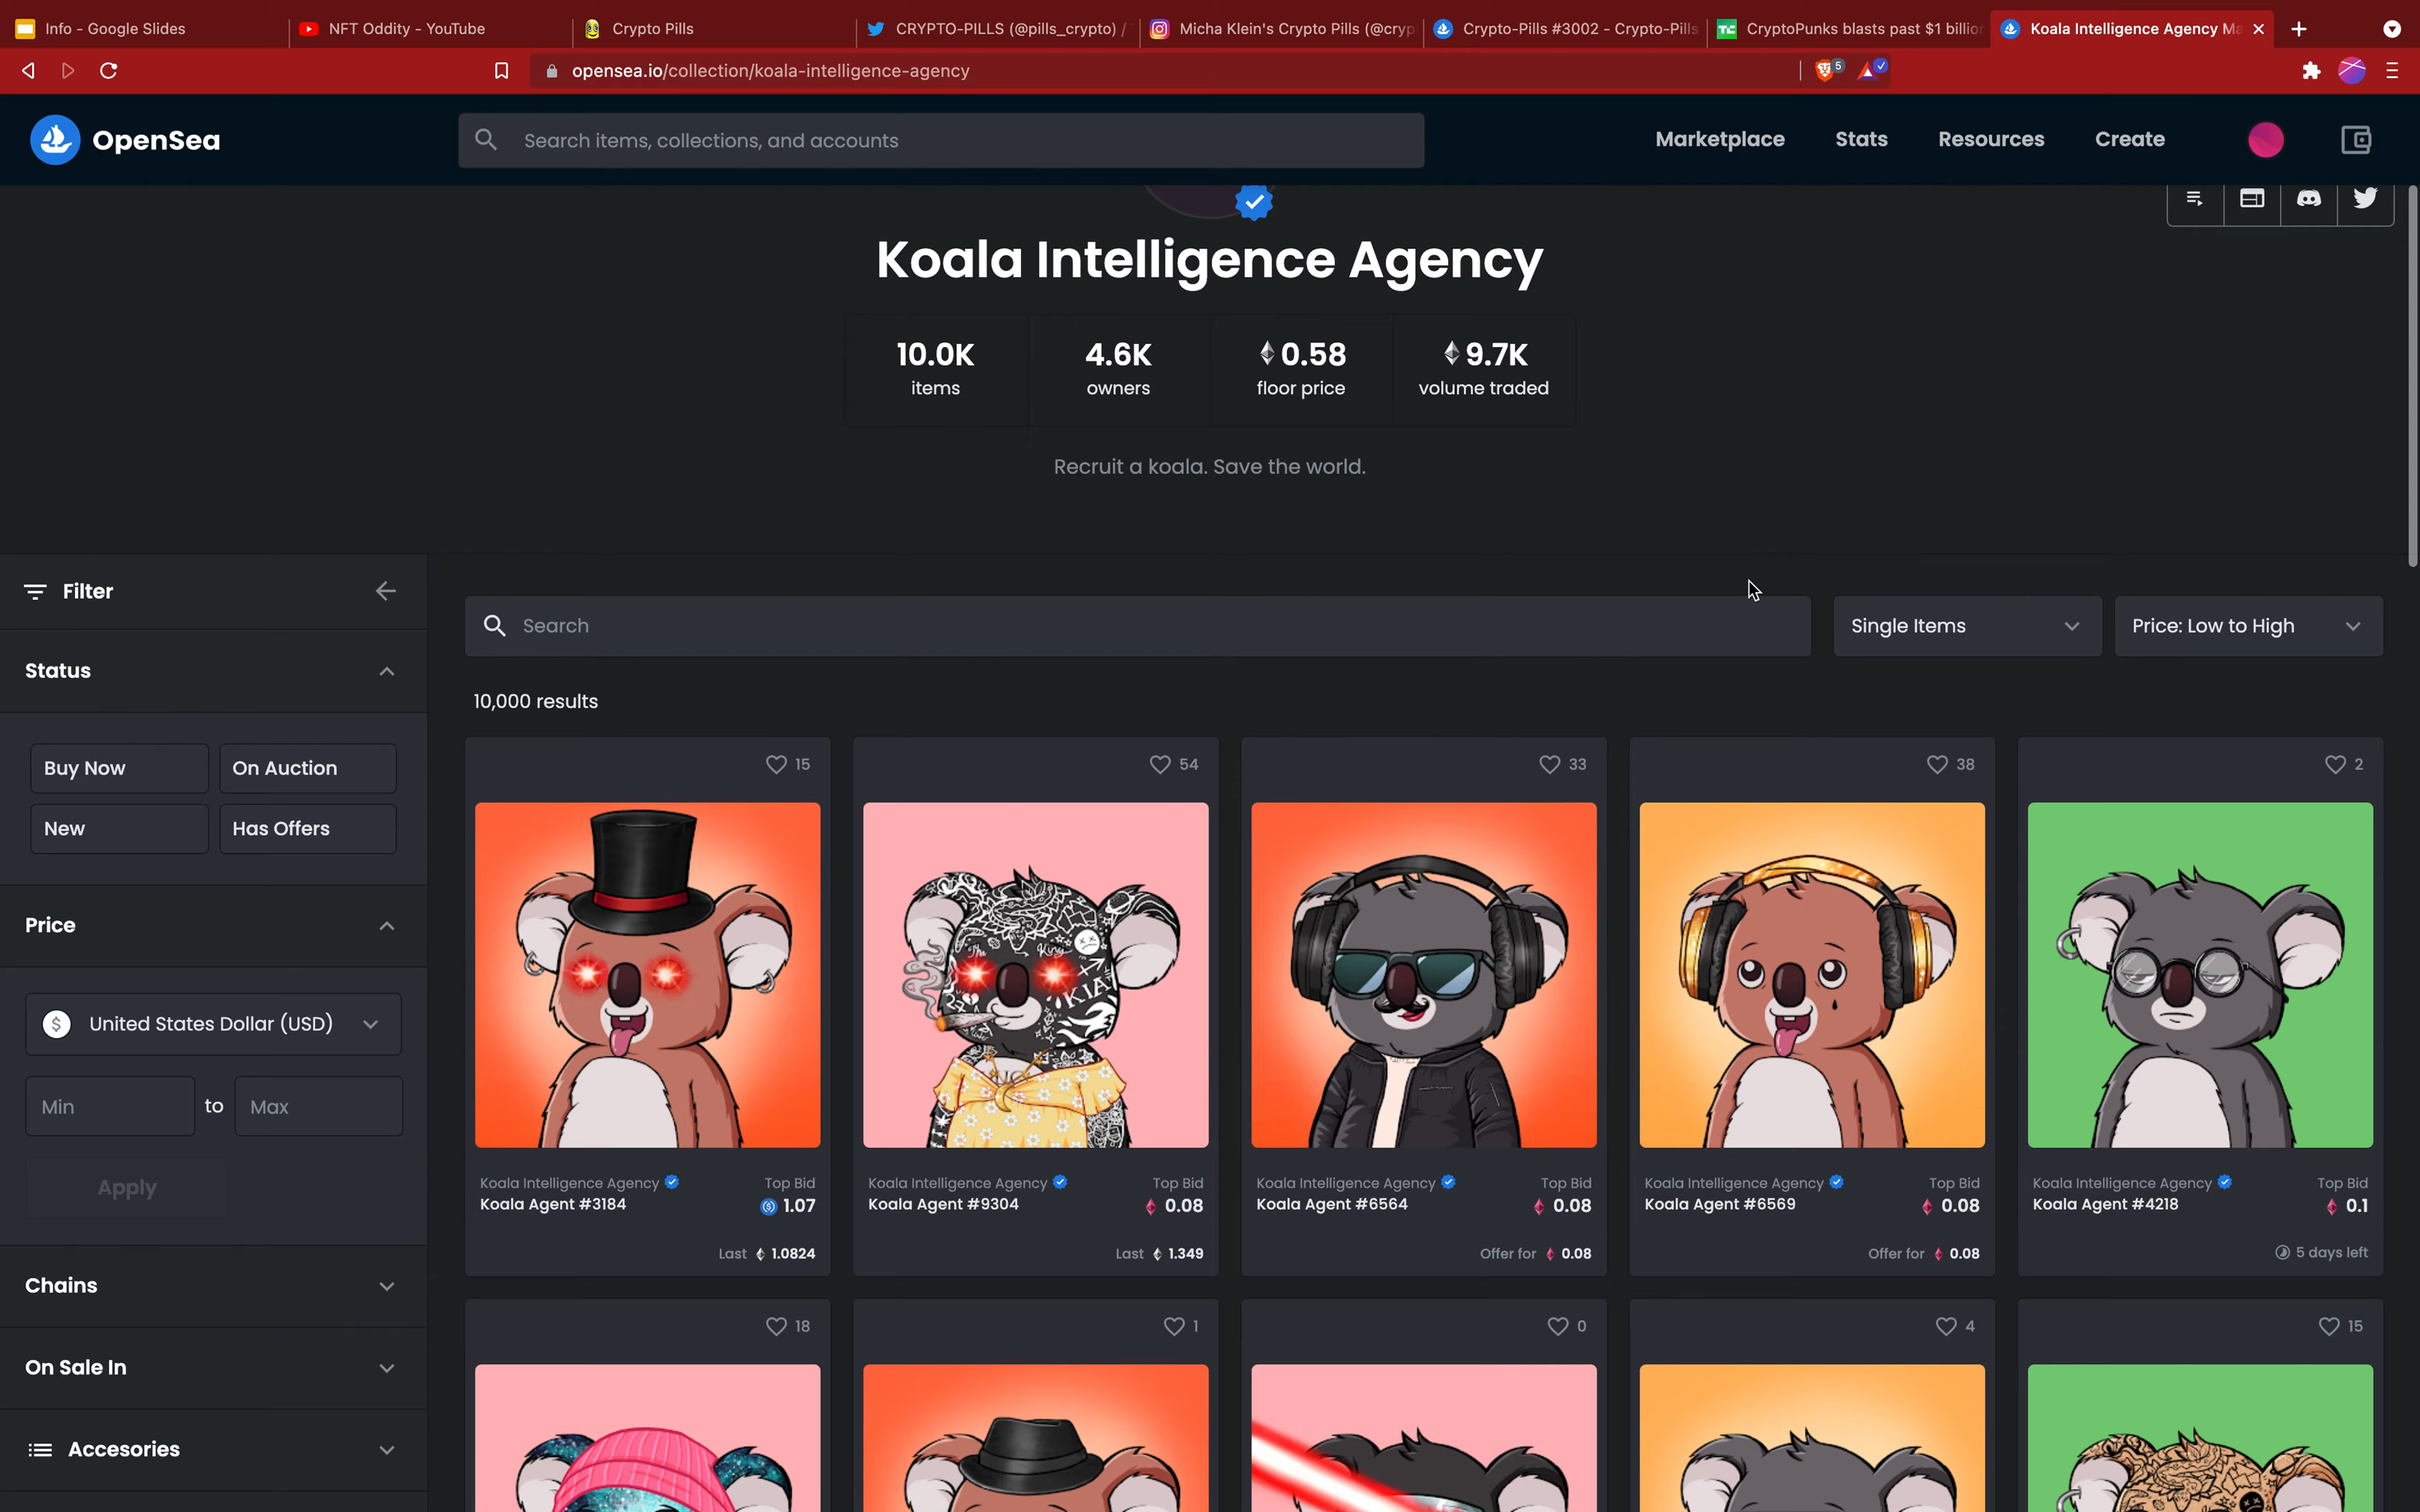 Info - Google Slides
NFT Oddity - YouTube
Crypto Pills
CRYPTO-PILLS (@pills_crypto) /
Micha Klein's Crypto Pills (@cryp
Crypto-Pills #3002 - Crypto-Pills
CryptoPunks blasts past $1 billion
Koala Intelligence Agency Ma
opensea.io/collection/koala-intelligence-agency
5
OpenSea
Search items, collections, and accounts
Marketplace
Stats
Resources
Create
Koala Intelligence Agency
10.0K
4.6K
0.58
9.7K
items
owners
floor price
volume traded
Recruit a koala. Save the world.
Filter
Search
Single Items
Price: Low to High
Status
10,000 results
Buy Now
On Auction
New
Has Offers
Price
United States Dollar (USD)
Min
to
Max
Apply
Chains
On Sale In
Accesories
15
54
33
38
2
The King
KIA
Koala Intelligence Agency
Top Bid
Koala Agent #3184
1.07
Last 1.0824
Koala Intelligence Agency
Top Bid
Koala Agent #9304
0.08
Last 1.349
Koala Intelligence Agency
Top Bid
Koala Agent #6564
0.08
Offer for 0.08
Koala Intelligence Agency
Top Bid
Koala Agent #6569
0.08
Offer for 0.08
Koala Intelligence Agency
Top Bid
Koala Agent #4218
0.1
5 days left
18
1
0
4
15